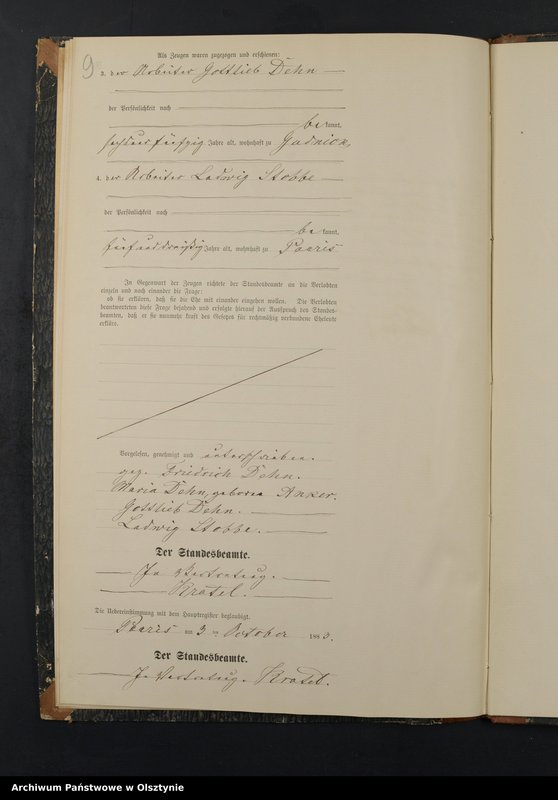 9
Als Zeugen waren zugezogen und erschienen:
3. der Arbeiter Gottlieb Dehn
der Persönlichkeit nach
bekannt,
sechsundfünfzig Jahre alt, wohnhaft zu Gudnick,
4. der Arbeiter Ludwig Stobbe
der Persönlichkeit nach
bekannt,
fünfunddreißig Jahre alt, wohnhaft zu Paaris
In Gegenwart der Zeugen richtete der Standesbeamte an die Verlobten
einzeln und nach einander die Frage:
ob sie erklären, daß sie die Ehe mit einander eingehen wollen. Die Verlobten
beantworteten diese Frage bejahend und erfolgte hierauf der Ausspruch des Standes-
beamten, daß er sie nunmehr kraft des Gesetzes für rechtmäßig verbundene Eheleute
erkläre.
Vorgelesen, genehmigt und unterschrieben.
gez. Friedrich Dehn.
Maria Dehn, geborne Anker.
Gottlieb Dehn.
Ludwig Stobbe.
Der Standesbeamte.
In Vertretung.
Der Uebereinstimmung mit dem Hauptregister beglaubigt.
Paaris am 3 ten October 1883.
Der Standesbeamte.
In Vertretung.
Archiwum Państwowe w Olsztynie